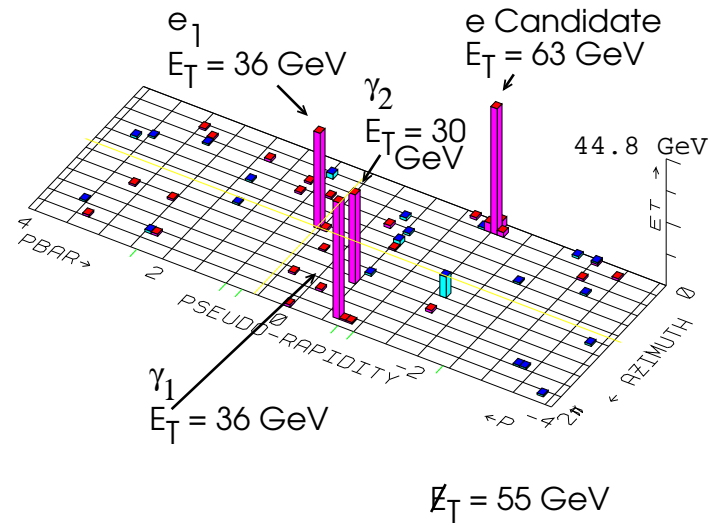 e1
ET = 36 GeV
e Candidate
ET = 63 GeV
γ2
ET = 30
GeV
44.8 GeV
ET →
4
PBAR→
2
PSEUDO-RAPIDITY
0
-2
←P
-4
2π
← AZIMUTH
0
γ1
ET = 36 GeV
E̸T = 55 GeV